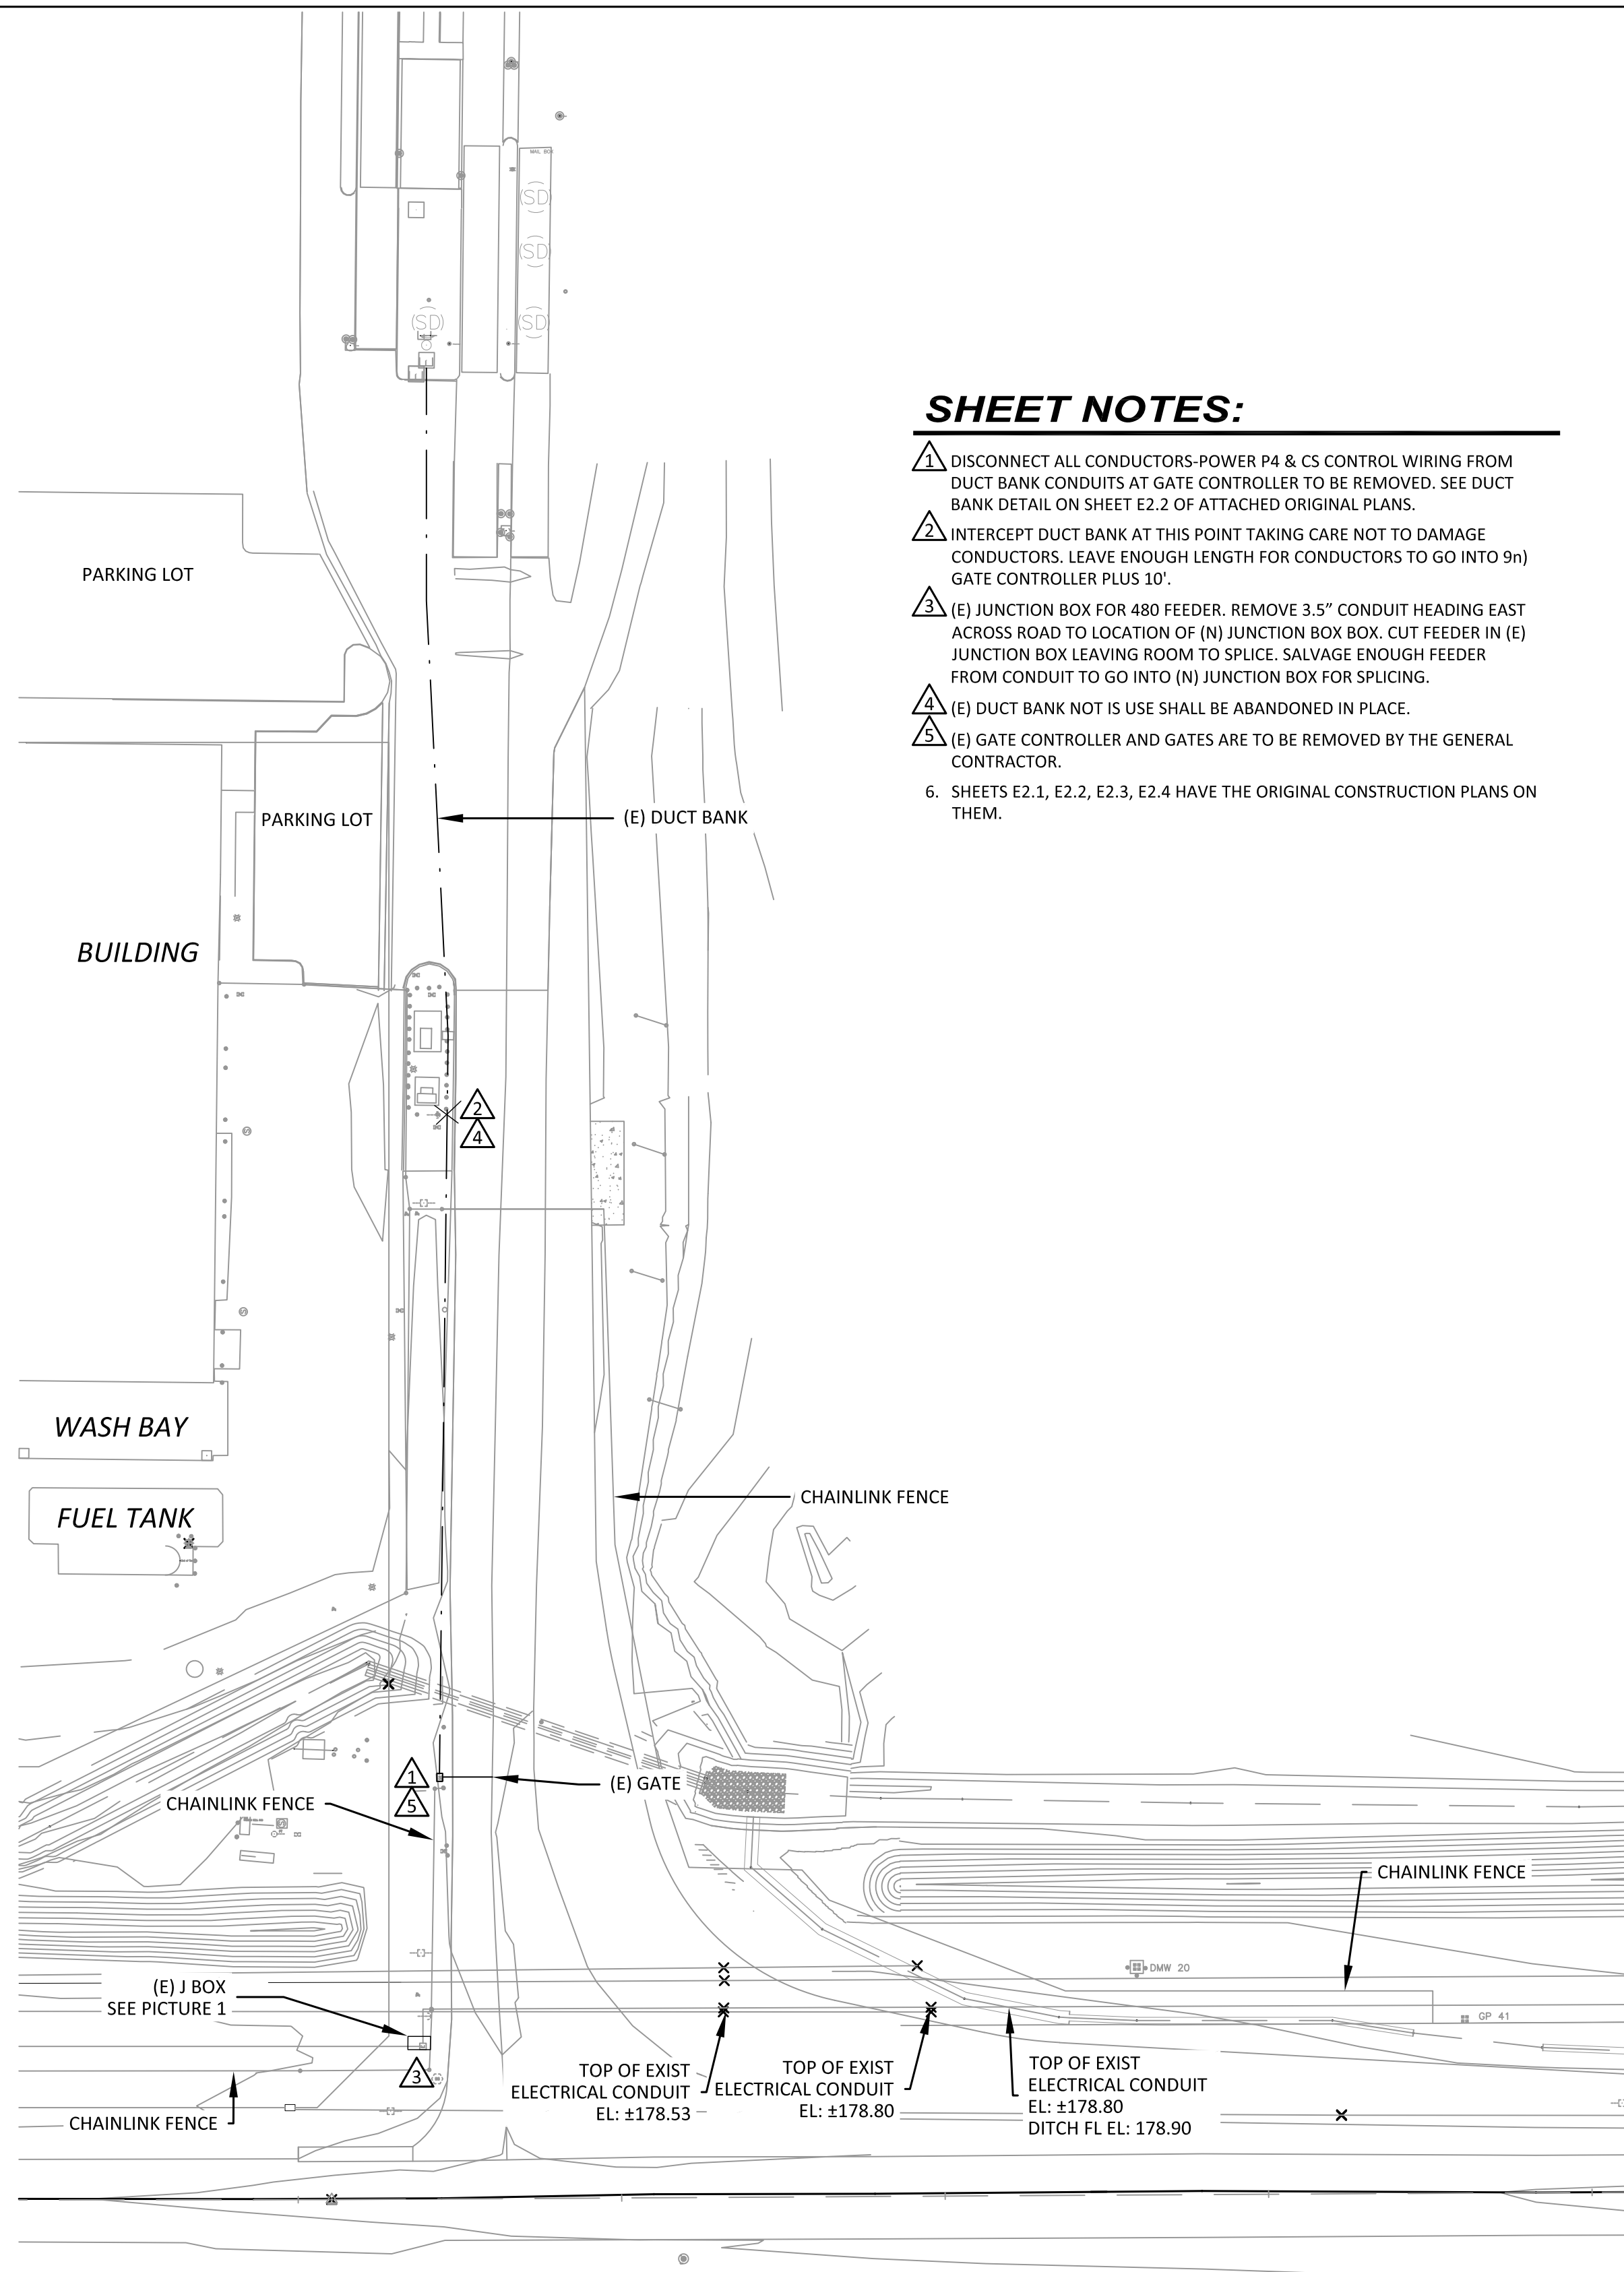 MAIL BOX
(SD)
(SD)
(SD)
(SD)
SHEET NOTES:
1 DISCONNECT ALL CONDUCTORS-POWER P4 & CS CONTROL WIRING FROM
DUCT BANK CONDUITS AT GATE CONTROLLER TO BE REMOVED. SEE DUCT
BANK DETAIL ON SHEET E2.2 OF ATTACHED ORIGINAL PLANS.
2 INTERCEPT DUCT BANK AT THIS POINT TAKING CARE NOT TO DAMAGE
CONDUCTORS. LEAVE ENOUGH LENGTH FOR CONDUCTORS TO GO INTO 9n)
GATE CONTROLLER PLUS 10'.
3 (E) JUNCTION BOX FOR 480 FEEDER. REMOVE 3.5” CONDUIT HEADING EAST
ACROSS ROAD TO LOCATION OF (N) JUNCTION BOX BOX. CUT FEEDER IN (E)
JUNCTION BOX LEAVING ROOM TO SPLICE. SALVAGE ENOUGH FEEDER
FROM CONDUIT TO GO INTO (N) JUNCTION BOX FOR SPLICING.
4 (E) DUCT BANK NOT IS USE SHALL BE ABANDONED IN PLACE.
5 (E) GATE CONTROLLER AND GATES ARE TO BE REMOVED BY THE GENERAL
CONTRACTOR.
6. SHEETS E2.1, E2.2, E2.3, E2.4 HAVE THE ORIGINAL CONSTRUCTION PLANS ON
THEM.
PARKING LOT
PARKING LOT
(E) DUCT BANK
BUILDING
2
4
WASH BAY
CHAINLINK FENCE
FUEL TANK
1
5
(E) GATE
CHAINLINK FENCE
CHAINLINK FENCE
DMW 20
(E) J BOX
SEE PICTURE 1
GP 41
3
TOP OF EXIST
ELECTRICAL CONDUIT
EL: ±178.53
TOP OF EXIST
ELECTRICAL CONDUIT
EL: ±178.80
TOP OF EXIST
ELECTRICAL CONDUIT
EL: ±178.80
DITCH FL EL: 178.90
CHAINLINK FENCE